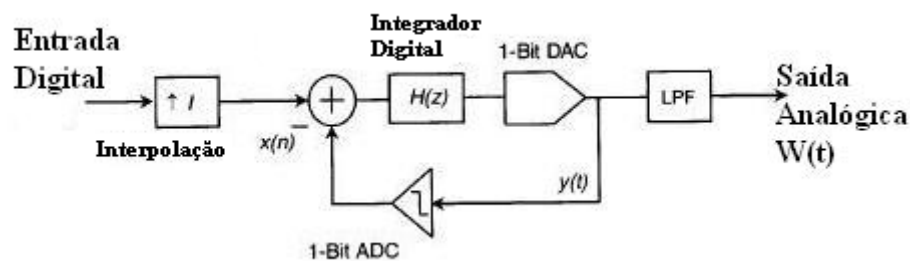 Entrada
Digital
↑ I
Interpolação
x(n)
−
+
Integrador
Digital
H(z)
1-Bit DAC
LPF
Saída
Analógica
W(t)
y(t)
1-Bit ADC